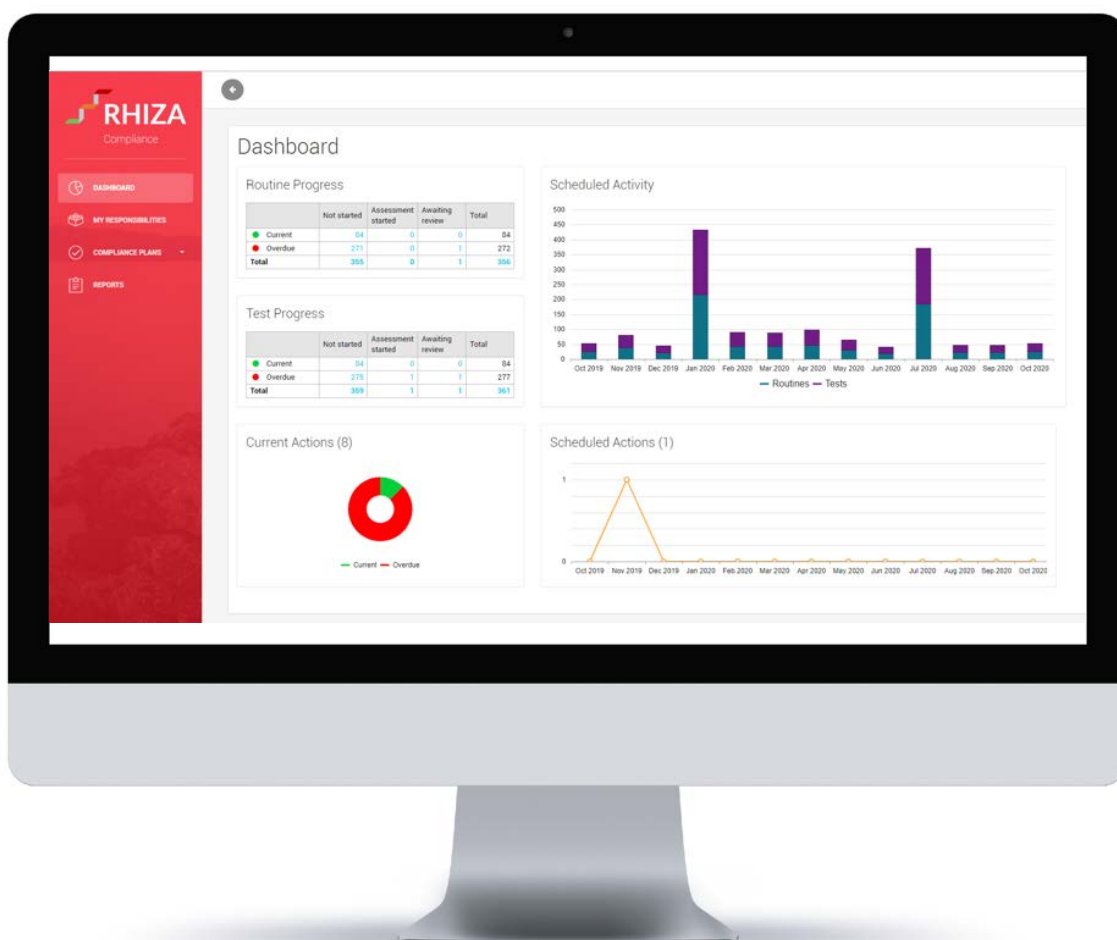 RHIZA
Compliance
DASHBOARD
MY RESPONSIBILITIES
COMPLIANCE PLANS
REPORTS
Dashboard
Routine Progress
Not started Assessment started Awaiting review Total
Current 84 0 0 84
Overdue 271 0 1 272
Total 355 0 1 356
Test Progress
Not started Assessment started Awaiting review Total
Current 84 0 0 84
Overdue 275 1 1 277
Total 359 1 1 361
Scheduled Activity
500
450
400
350
300
250
200
150
100
50
0
Oct 2019 Nov 2019 Dec 2019 Jan 2020 Feb 2020 Mar 2020 Apr 2020 May 2020 Jun 2020 Jul 2020 Aug 2020 Sep 2020 Oct 2020
Routines Tests
Current Actions (8)
Current Overdue
Scheduled Actions (1)
1
0
Oct 2019 Nov 2019 Dec 2019 Jan 2020 Feb 2020 Mar 2020 Apr 2020 May 2020 Jun 2020 Jul 2020 Aug 2020 Sep 2020 Oct 2020